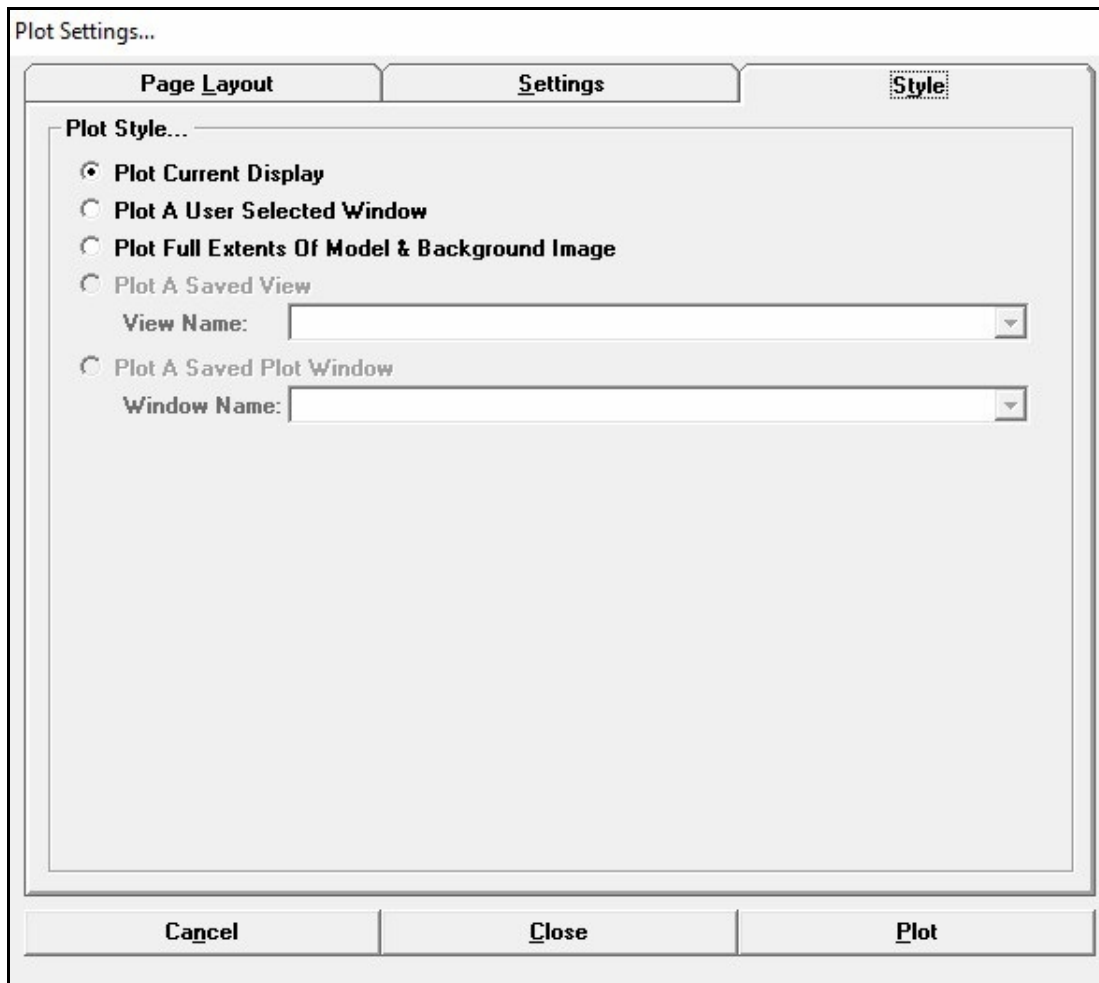 Plot Settings...
Page Layout Settings Style
Plot Style...
Plot Current Display
Plot A User Selected Window
Plot Full Extents Of Model & Background Image
Plot A Saved View
View Name:
Plot A Saved Plot Window
Window Name:
Cancel Close Plot